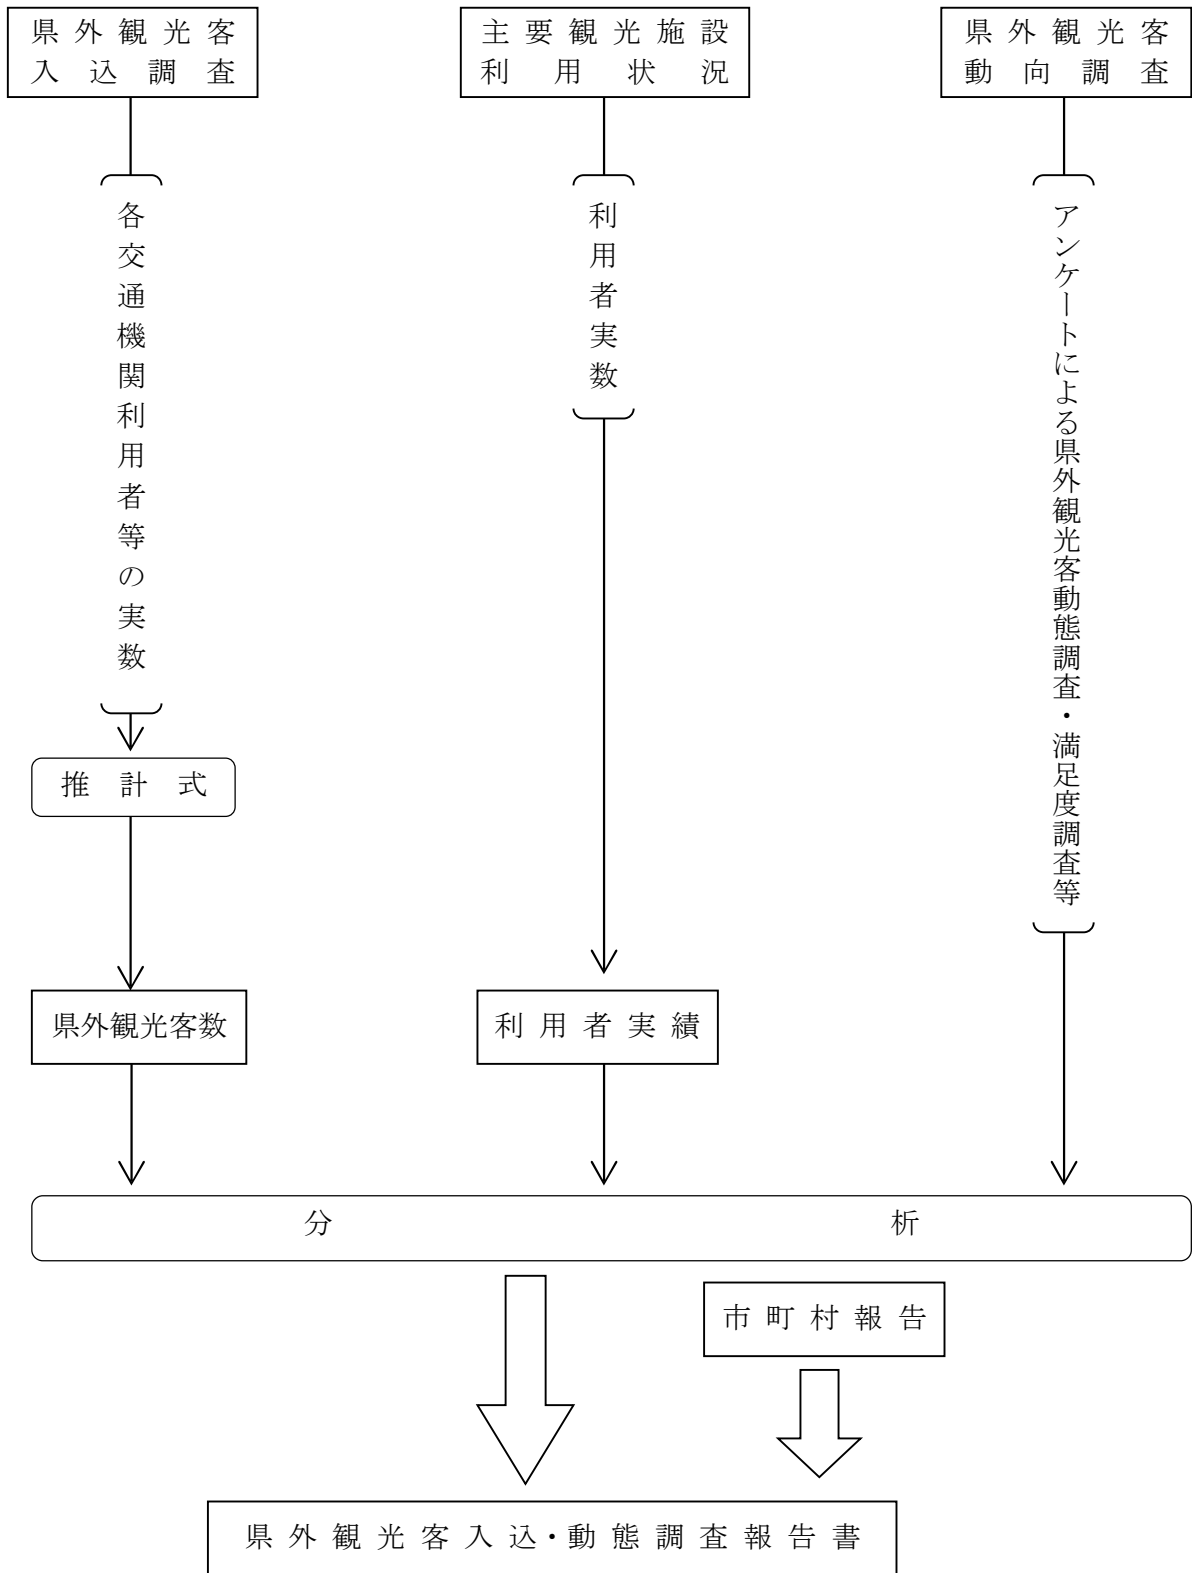 県外観光客
入込調査
主要観光施設
利用状況
県外観光客
動向調査
各交通機関利用者等の実数
利用者実数
アンケートによる県外観光客動態調査・満足度調査等
推計式
県外観光客数
利用者実績
分析
市町村報告
県外観光客入込・動態調査報告書